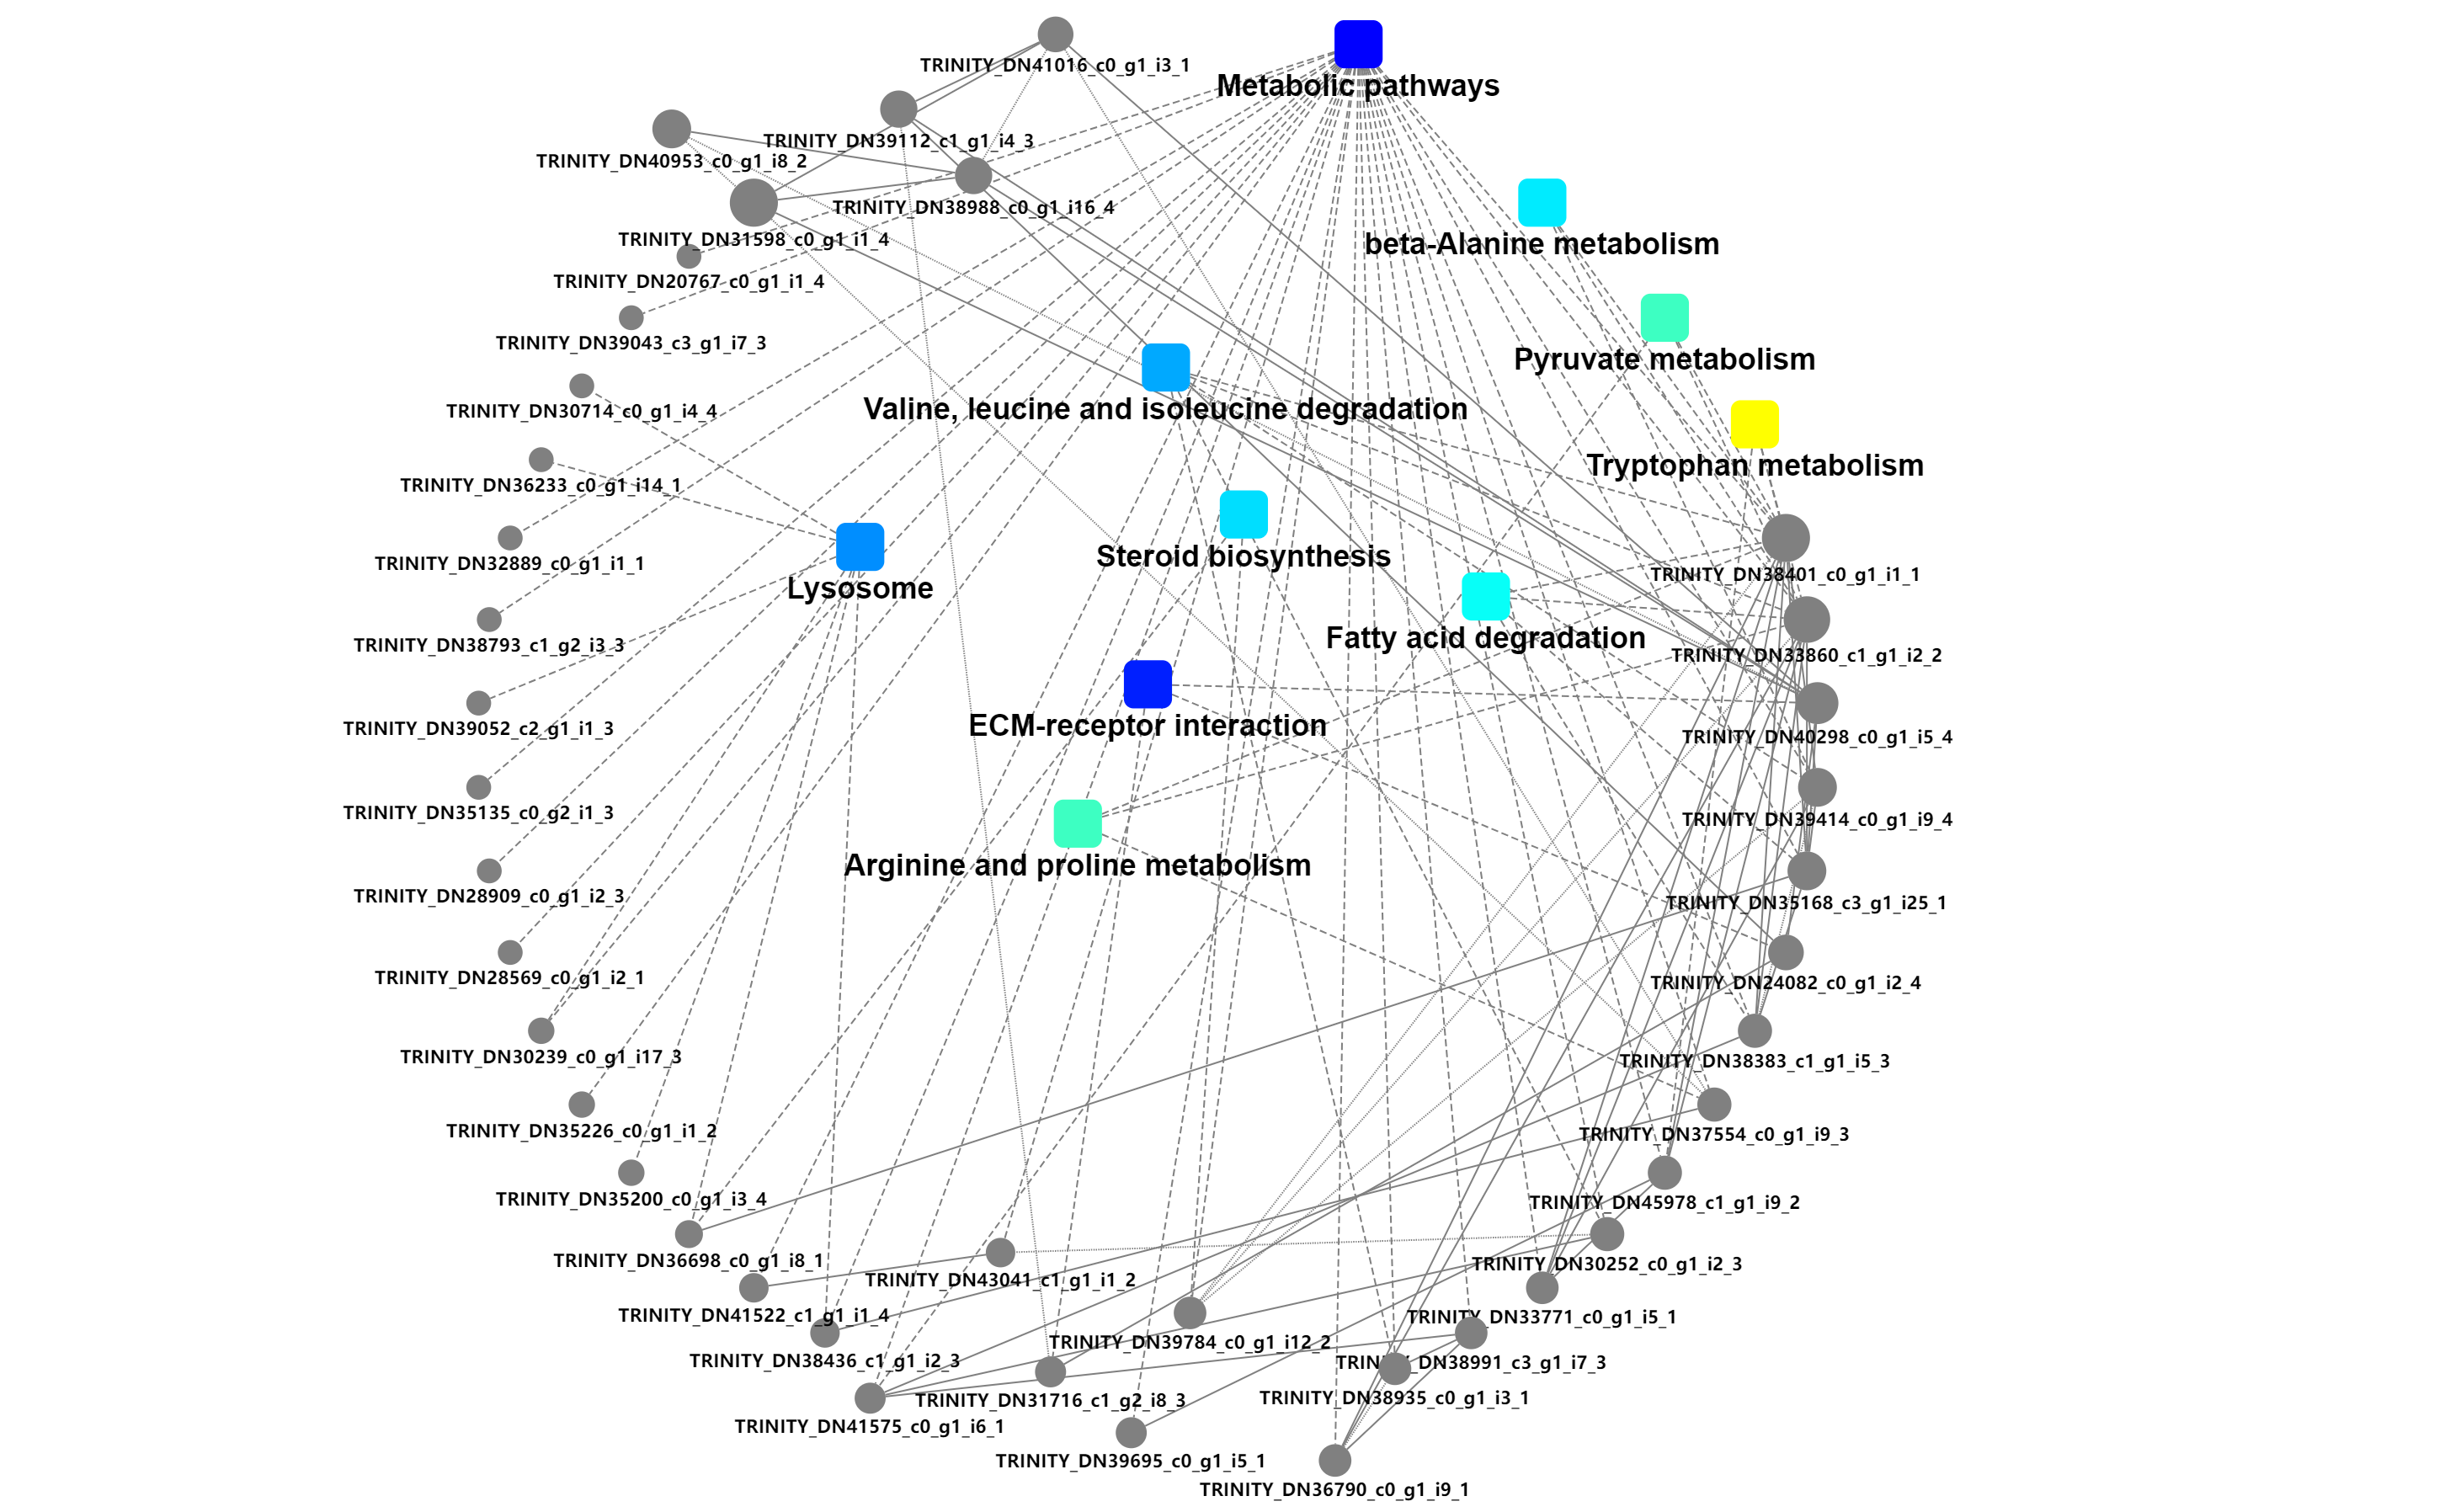 TRINITY_DN41016_c0_g1_i3_1
Metabolic pathways
TRINITY_DN39112_c1_g1_i4_3
TRINITY_DN40953_c0_g1_i8_2
TRINITY_DN38988_c0_g1_i16_4
TRINITY_DN31598_c0_g1_i1_4
beta-Alanine metabolism
TRINITY_DN20767_c0_g1_i1_4
TRINITY_DN39043_c3_g1_i7_3
Pyruvate metabolism
TRINITY_DN30714_c0_g1_i4_4
Valine, leucine and isoleucine degradation
Tryptophan metabolism
TRINITY_DN36233_c0_g1_i14_1
Steroid biosynthesis
TRINITY_DN32889_c0_g1_i1_1
TRINITY_DN38401_c0_g1_i1_1
Lysosome
Fatty acid degradation
TRINITY_DN38793_c1_g2_i3_3
TRINITY_DN33860_c1_g1_i2_2
ECM-receptor interaction
TRINITY_DN39052_c2_g1_i1_3
TRINITY_DN40298_c0_g1_i5_4
TRINITY_DN35135_c0_g2_i1_3
TRINITY_DN39414_c0_g1_i9_4
Arginine and proline metabolism
TRINITY_DN28909_c0_g1_i2_3
TRINITY_DN35168_c3_g1_i25_1
TRINITY_DN28569_c0_g1_i2_1
TRINITY_DN24082_c0_g1_i2_4
TRINITY_DN30239_c0_g1_i17_3
TRINITY_DN38383_c1_g1_i5_3
TRINITY_DN35226_c0_g1_i1_2
TRINITY_DN37554_c0_g1_i9_3
TRINITY_DN35200_c0_g1_i3_4
TRINITY_DN45978_c1_g1_i9_2
TRINITY_DN36698_c0_g1_i8_1
TRINITY_DN30252_c0_g1_i2_3
TRINITY_DN43041_c1_g1_i1_2
TRINITY_DN41522_c1_g1_i1_4
TRINITY_DN33771_c0_g1_i5_1
TRINITY_DN39784_c0_g1_i12_2
TRINITY_DN38436_c1_g1_i2_3
TRINITY_DN38991_c3_g1_i7_3
TRINITY_DN38935_c0_g1_i3_1
TRINITY_DN31716_c1_g2_i8_3
TRINITY_DN41575_c0_g1_i6_1
TRINITY_DN39695_c0_g1_i5_1
TRINITY_DN36790_c0_g1_i9_1